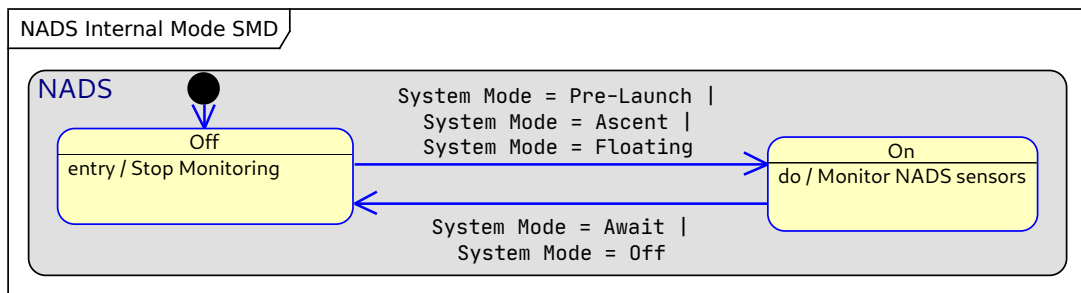 NADS Internal Mode SMD
NADS
System Mode = Pre-Launch |
System Mode = Ascent |
System Mode = Floating
Off
entry / Stop Monitoring
On
do / Monitor NADS sensors
System Mode = Await |
System Mode = Off